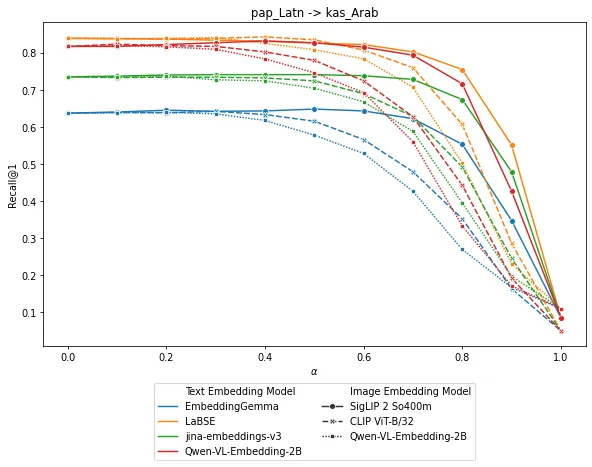 pap_Latn -> kas_Arab
Recall@1
0.8
0.7
0.6
0.5
0.4
0.3
0.2
0.1
0.0
0.2
0.4
0.6
0.8
1.0
α
Text Embedding Model
EmbeddingGemma
LaBSE
jina-embeddings-v3
Qwen-VL-Embedding-2B
Image Embedding Model
SigLIP 2 So400m
CLIP ViT-B/32
Qwen-VL-Embedding-2B